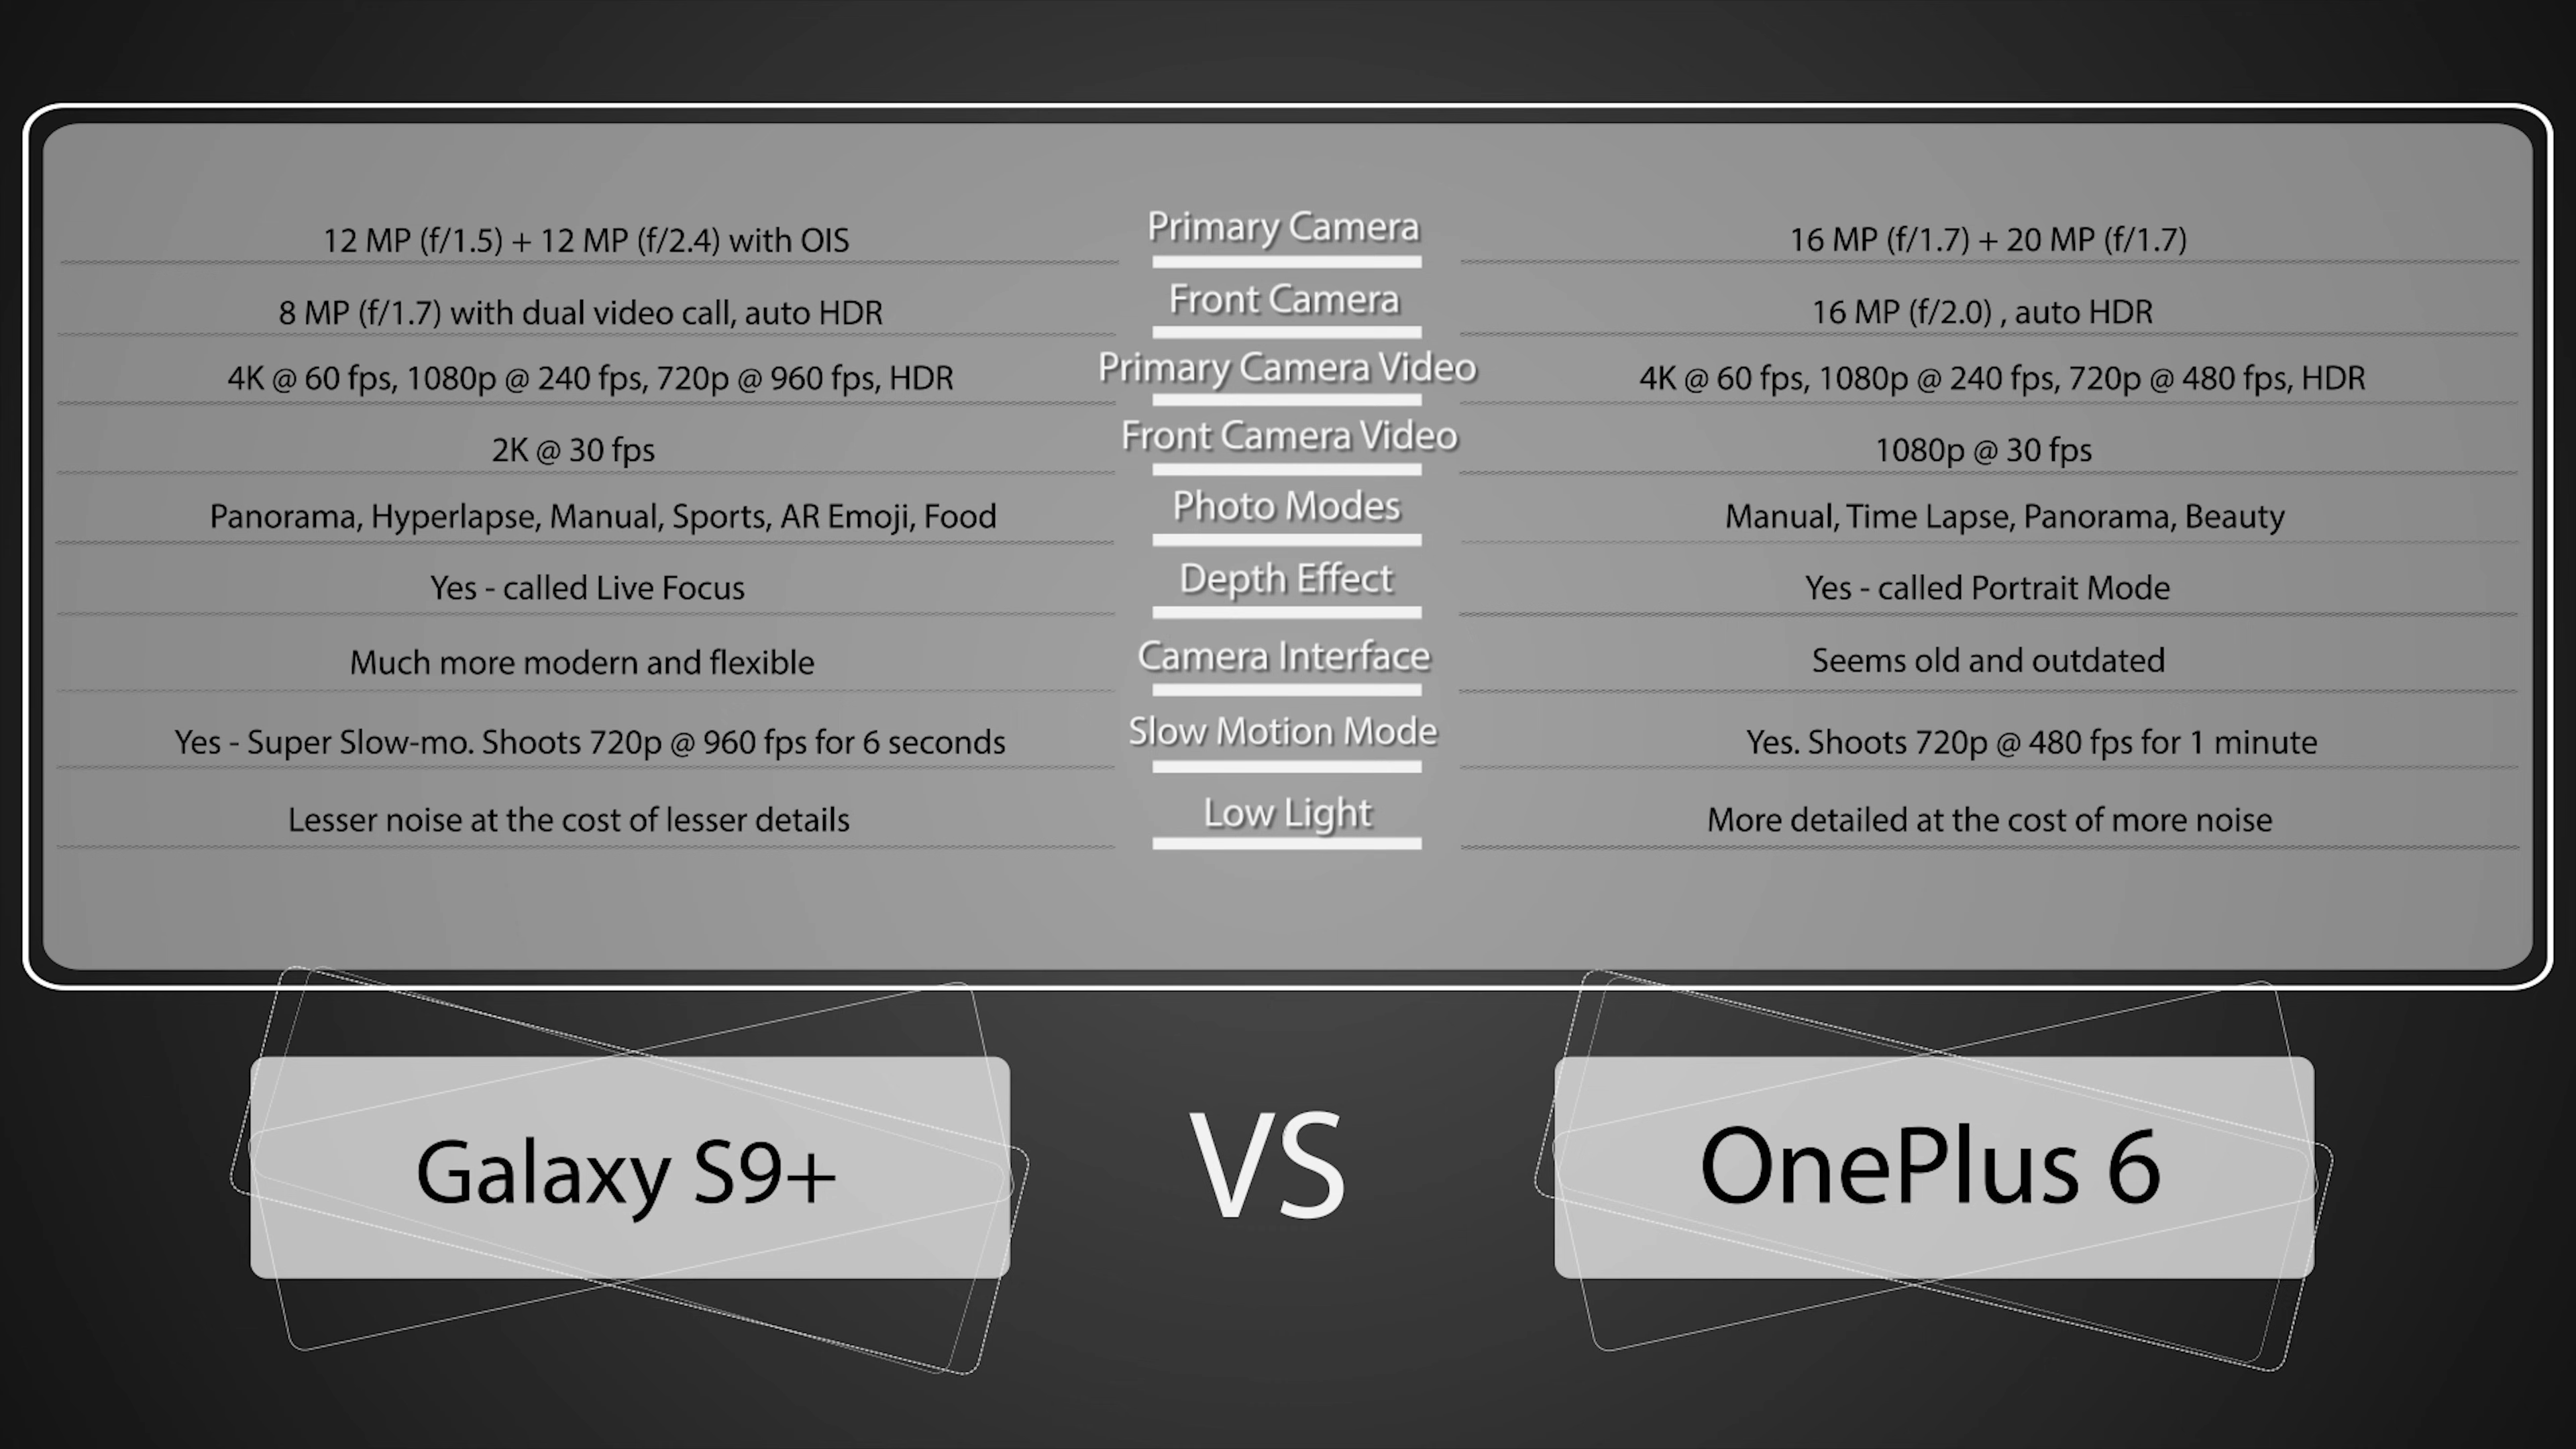 12 MP (f/1.5) + 12 MP (f/2.4) with OIS Primary Camera 16 MP (f/1.7) + 20 MP (f/1.7)
8 MP (f/1.7) with dual video call, auto HDR Front Camera 16 MP (f/2.0) , auto HDR
4K @ 60 fps, 1080p @ 240 fps, 720p @ 960 fps, HDR Primary Camera Video 4K @ 60 fps, 1080p @ 240 fps, 720p @ 480 fps, HDR
2K @ 30 fps Front Camera Video 1080p @ 30 fps
Panorama, Hyperlapse, Manual, Sports, AR Emoji, Food Photo Modes Manual, Time Lapse, Panorama, Beauty
Yes - called Live Focus Depth Effect Yes - called Portrait Mode
Much more modern and flexible Camera Interface Seems old and outdated
Yes - Super Slow-mo. Shoots 720p @ 960 fps for 6 seconds Slow Motion Mode Yes. Shoots 720p @ 480 fps for 1 minute
Lesser noise at the cost of lesser details Low Light More detailed at the cost of more noise
Galaxy S9+ VS OnePlus 6